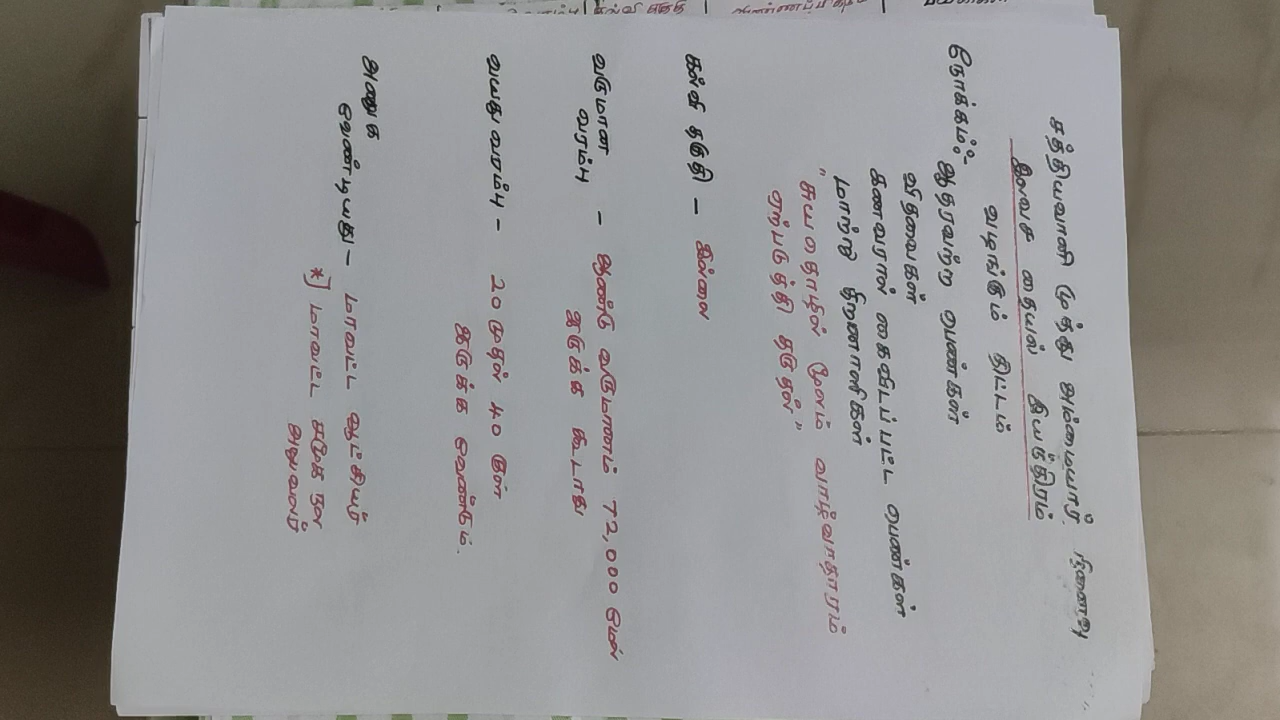 சத்தியவாணி முத்து அம்மையார் நினைவு
இலவச தையல் இயந்திரம்
வழங்கும் திட்டம்
நோக்கம்:- ஆதரவற்ற பெண்கள்
விதவைகள்
கணவரால் கைவிடப்பட்ட பெண்கள்
மாற்று திறனாளிகள்
"சுய தொழில் மூலம் வாழ்வாதாரம்
ஏற்படுத்தி தருதல்"
கல்வி தகுதி - இல்லை
வருமான வரம்பு - ஆண்டு வருமானம் 72,000 மேல்
இருக்க கூடாது
வயது வரம்பு - 20 முதல் 40 குள்
இருக்க வேண்டும்.
அணுக
வேண்டியது - மாவட்ட ஆட்சியர்
*] மாவட்ட சமூக நல
அலுவலர்